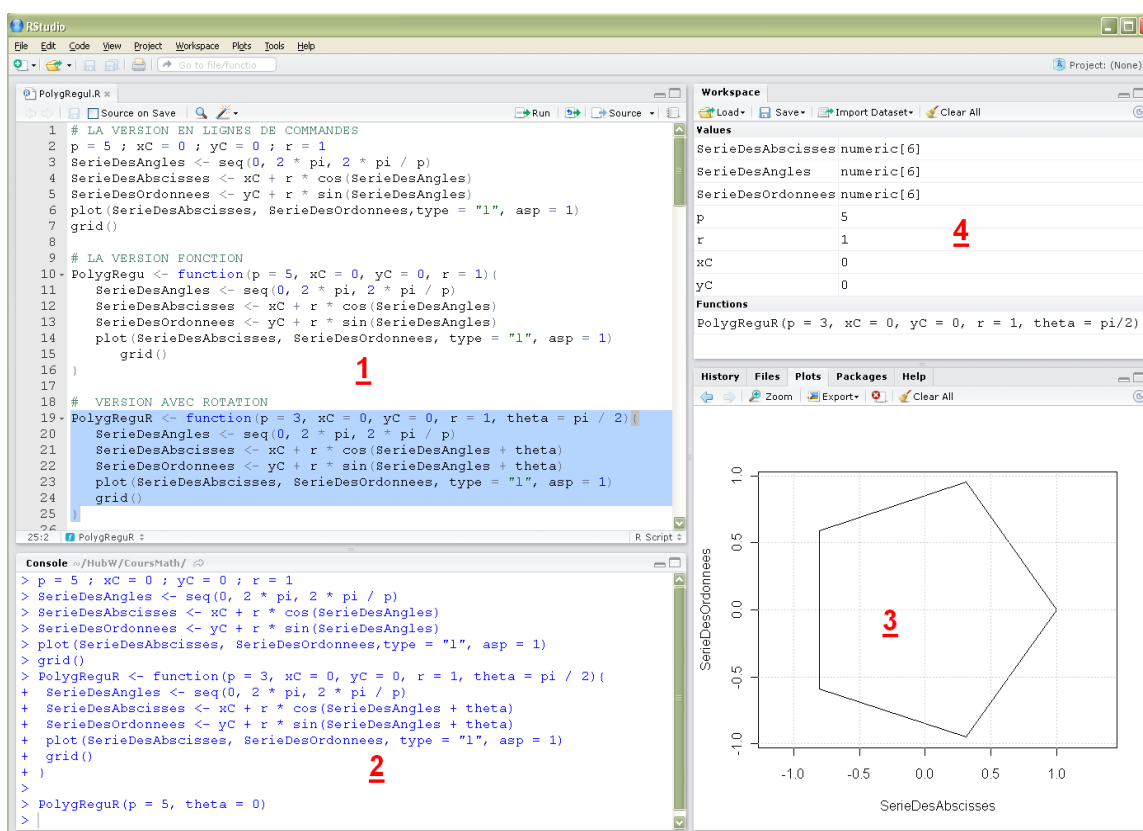 RStudio
File Edit Code View Project Workspace Plots Tools Help
Go to file/functio
Project: (None)
PolygRegul.R
Source on Save Run Source
1 # LA VERSION EN LIGNES DE COMMANDES
2 p = 5 ; xC = 0 ; yC = 0 ; r = 1
3 SerieDesAngles <- seq(0, 2 * pi, 2 * pi / p)
4 SerieDesAbscisses <- xC + r * cos(SerieDesAngles)
5 SerieDesOrdonnees <- yC + r * sin(SerieDesAngles)
6 plot(SerieDesAbscisses, SerieDesOrdonnees,type = "l", asp = 1)
7 grid()
8
9 # LA VERSION FONCTION
10 PolygRegu <- function(p = 5, xC = 0, yC = 0, r = 1){
11 SerieDesAngles <- seq(0, 2 * pi, 2 * pi / p)
12 SerieDesAbscisses <- xC + r * cos(SerieDesAngles)
13 SerieDesOrdonnees <- yC + r * sin(SerieDesAngles)
14 plot(SerieDesAbscisses, SerieDesOrdonnees, type = "l", asp = 1)
15 grid()
16 }
17
18 # VERSION AVEC ROTATION
19 PolygReguR <- function(p = 3, xC = 0, yC = 0, r = 1, theta = pi / 2){
20 SerieDesAngles <- seq(0, 2 * pi, 2 * pi / p)
21 SerieDesAbscisses <- xC + r * cos(SerieDesAngles + theta)
22 SerieDesOrdonnees <- yC + r * sin(SerieDesAngles + theta)
23 plot(SerieDesAbscisses, SerieDesOrdonnees, type = "l", asp = 1)
24 grid()
25 }
26
1
25:2 PolygReguR R Script
Console ~/HubW/CoursMath/
> p = 5 ; xC = 0 ; yC = 0 ; r = 1
> SerieDesAngles <- seq(0, 2 * pi, 2 * pi / p)
> SerieDesAbscisses <- xC + r * cos(SerieDesAngles)
> SerieDesOrdonnees <- yC + r * sin(SerieDesAngles)
> plot(SerieDesAbscisses, SerieDesOrdonnees,type = "l", asp = 1)
> grid()
> PolygReguR <- function(p = 3, xC = 0, yC = 0, r = 1, theta = pi / 2){
+ SerieDesAngles <- seq(0, 2 * pi, 2 * pi / p)
+ SerieDesAbscisses <- xC + r * cos(SerieDesAngles + theta)
+ SerieDesOrdonnees <- yC + r * sin(SerieDesAngles + theta)
+ plot(SerieDesAbscisses, SerieDesOrdonnees, type = "l", asp = 1)
+ grid()
+ }
>
> PolygReguR(p = 5, theta = 0)
>
2
Workspace
Load Save Import Dataset Clear All
Values
SerieDesAbscisses numeric[6]
SerieDesAngles numeric[6]
SerieDesOrdonnees numeric[6]
p 5
r 1
xC 0
yC 0
4
Functions
PolygReguR(p = 3, xC = 0, yC = 0, r = 1, theta = pi/2)
History Files Plots Packages Help
Zoom Export Clear All
SerieDesOrdonnees
1.0
0.5
0.0
-0.5
-1.0
3
-1.0 -0.5 0.0 0.5 1.0
SerieDesAbscisses